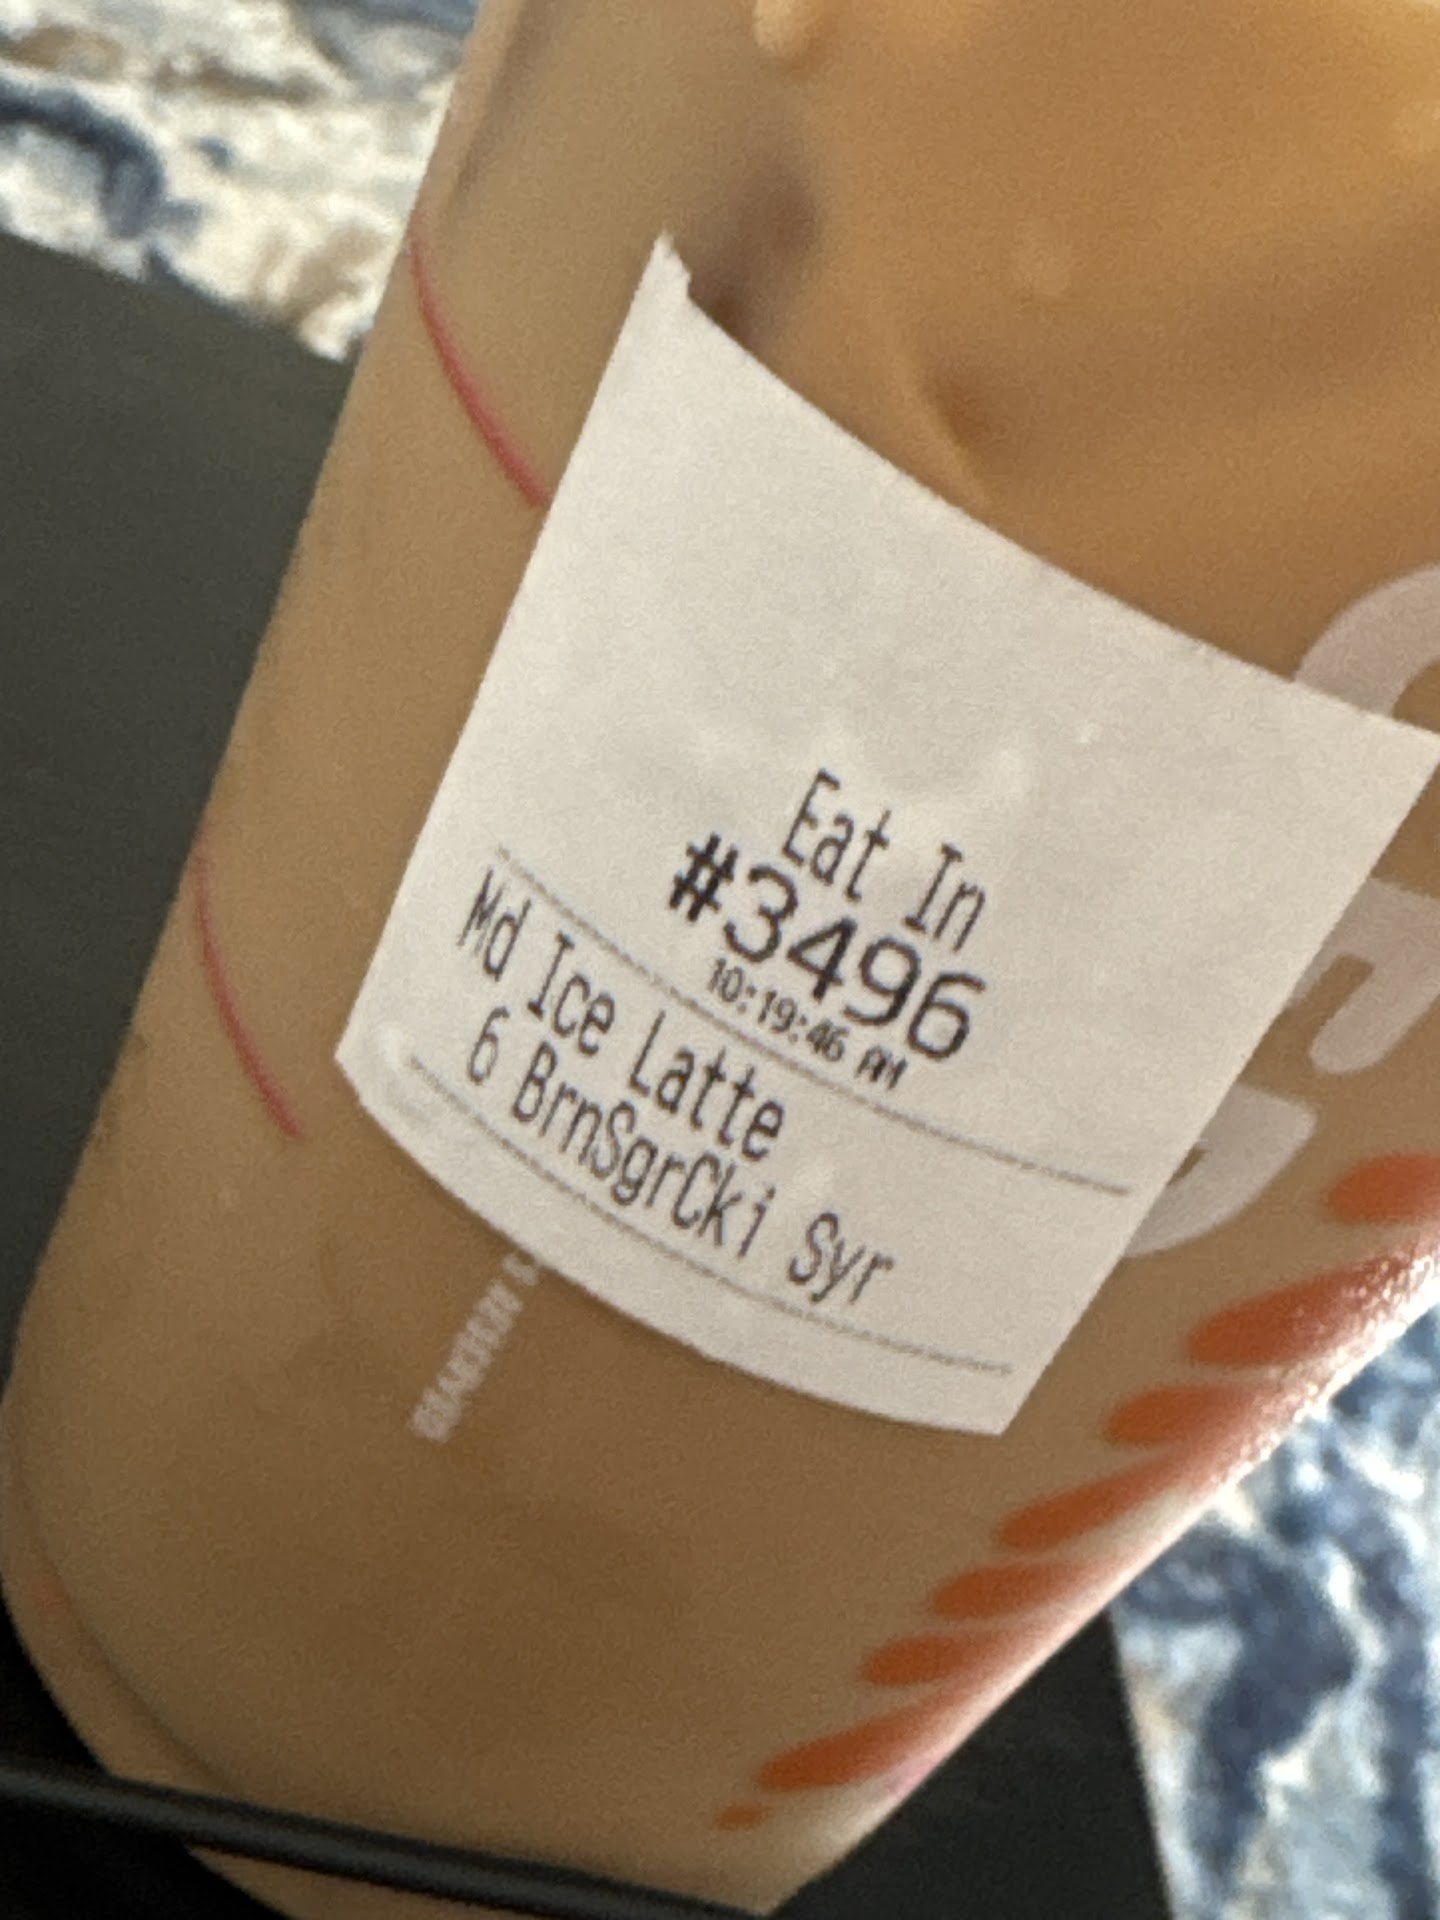 Eat In
#3496
10:19:46 AM
Md Ice Latte
6 BrnSgrCki Syr